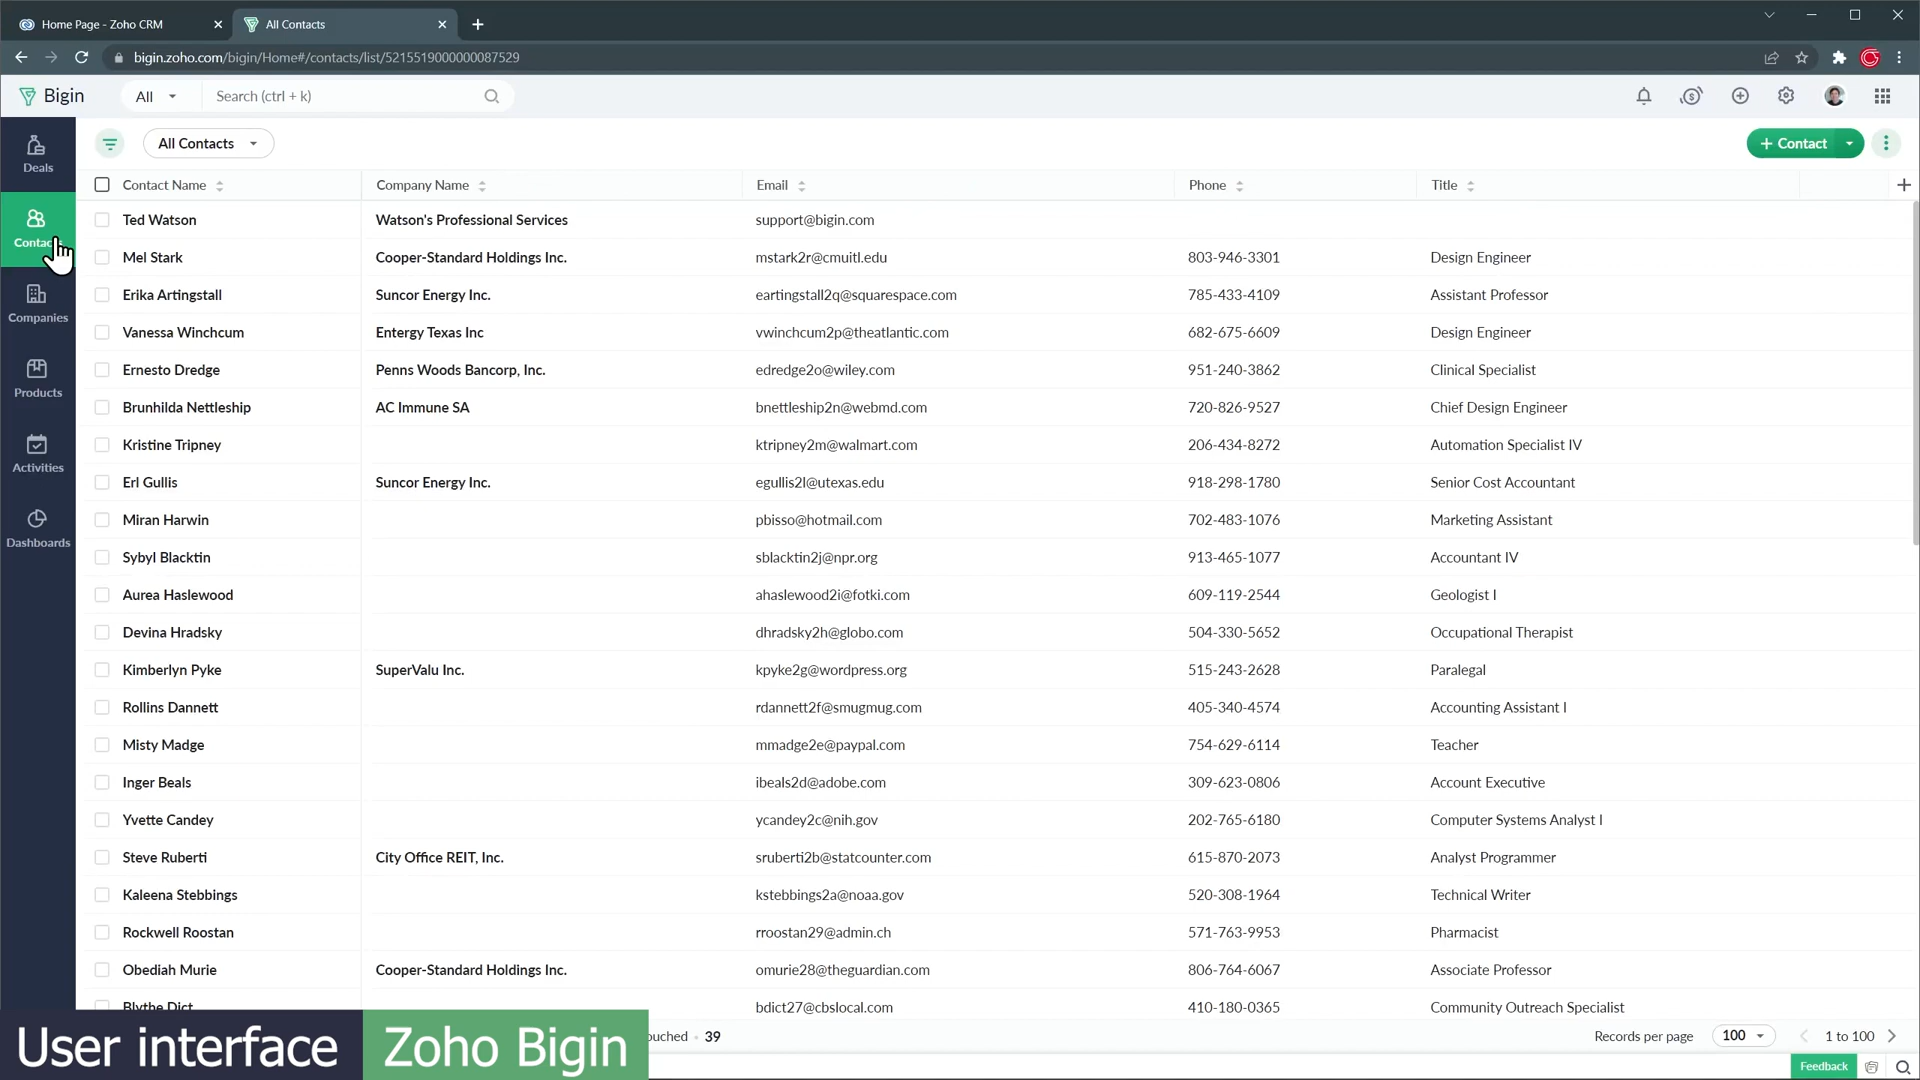 Home Page - Zoho CRM
All Contacts
bigin.zoho.com/bigin/Home#/contacts/list/5215519000000087529
Bigin
All
Search (ctrl + k)
Deals
Contacts
Companies
Products
Activities
Dashboards
All Contacts
+ Contact
Contact Name Company Name Email Phone Title
Ted Watson Watson's Professional Services support@bigin.com
Mel Stark Cooper-Standard Holdings Inc. mstark2r@cmuitl.edu 803-946-3301 Design Engineer
Erika Artingstall Suncor Energy Inc. eartingstall2q@squarespace.com 785-433-4109 Assistant Professor
Vanessa Winchcum Entergy Texas Inc vwinchcum2p@theatlantic.com 682-675-6609 Design Engineer
Ernesto Dredge Penns Woods Bancorp, Inc. edredge2o@wiley.com 951-240-3862 Clinical Specialist
Brunhilda Nettleship AC Immune SA bnettleship2n@webmd.com 720-826-9527 Chief Design Engineer
Kristine Tripney ktripney2m@walmart.com 206-434-8272 Automation Specialist IV
Erl Gullis Suncor Energy Inc. egullis2l@utexas.edu 918-298-1780 Senior Cost Accountant
Miran Harwin pbisso@hotmail.com 702-483-1076 Marketing Assistant
Sybyl Blacktin sblacktin2j@npr.org 913-465-1077 Accountant IV
Aurea Haslewood ahaslewood2i@fotki.com 609-119-2544 Geologist I
Devina Hradsky dhradsky2h@globo.com 504-330-5652 Occupational Therapist
Kimberlyn Pyke SuperValu Inc. kpyke2g@wordpress.org 515-243-2628 Paralegal
Rollins Dannett rdannett2f@smugmug.com 405-340-4574 Accounting Assistant I
Misty Madge mmadge2e@paypal.com 754-629-6114 Teacher
Inger Beals ibeals2d@adobe.com 309-623-0806 Account Executive
Yvette Candey ycandey2c@nih.gov 202-765-6180 Computer Systems Analyst I
Steve Ruberti City Office REIT, Inc. sruberti2b@statcounter.com 615-870-2073 Analyst Programmer
Kaleena Stebbings kstebbings2a@noaa.gov 520-308-1964 Technical Writer
Rockwell Roostan rroostan29@admin.ch 571-763-9953 Pharmacist
Obediah Murie Cooper-Standard Holdings Inc. omurie28@theguardian.com 806-764-6067 Associate Professor
Blythe Dict bdict27@cbslocal.com 410-180-0365 Community Outreach Specialist
ouched 39
Records per page 100 1 to 100
Feedback
User interface Zoho Bigin